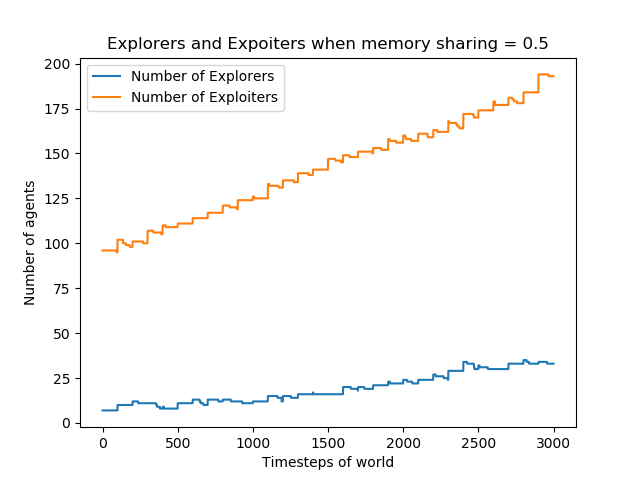 Explorers and Expoiters when memory sharing = 0.5
Number of Explorers
Number of Exploiters
200
175
150
125
100
75
50
25
0
Number of agents
0 500 1000 1500 2000 2500 3000
Timesteps of world